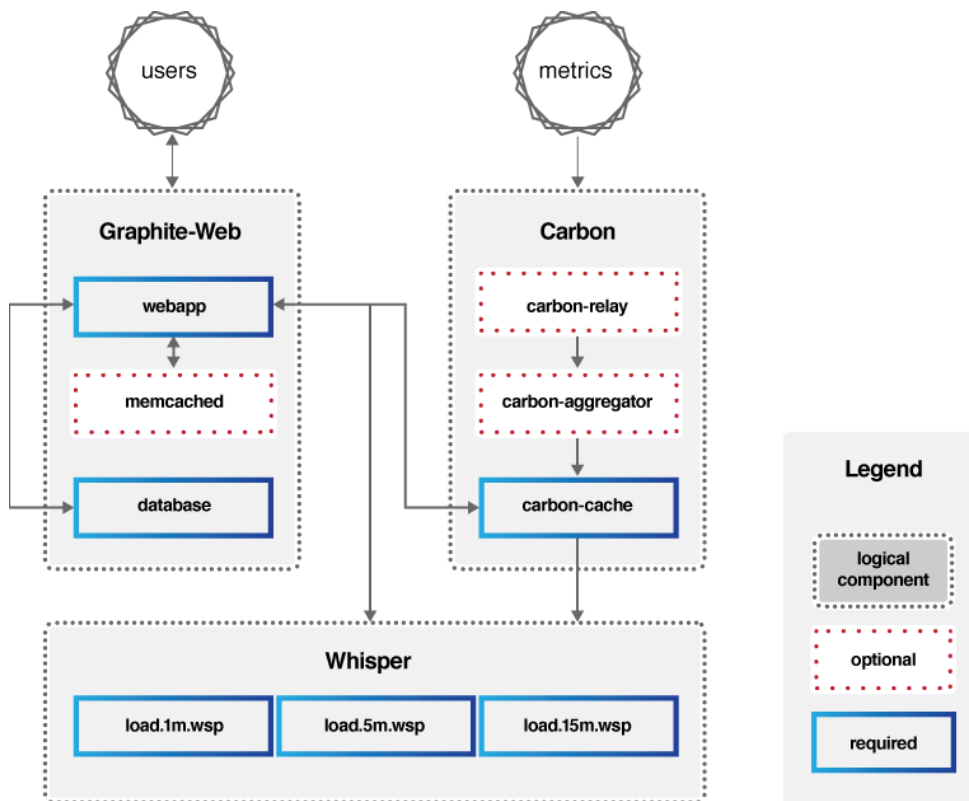 users
metrics
Graphite-Web
Carbon
webapp
carbon-relay
memcached
carbon-aggregator
database
carbon-cache
Whisper
load.1m.wsp
load.5m.wsp
load.15m.wsp
Legend
logical
component
optional
required